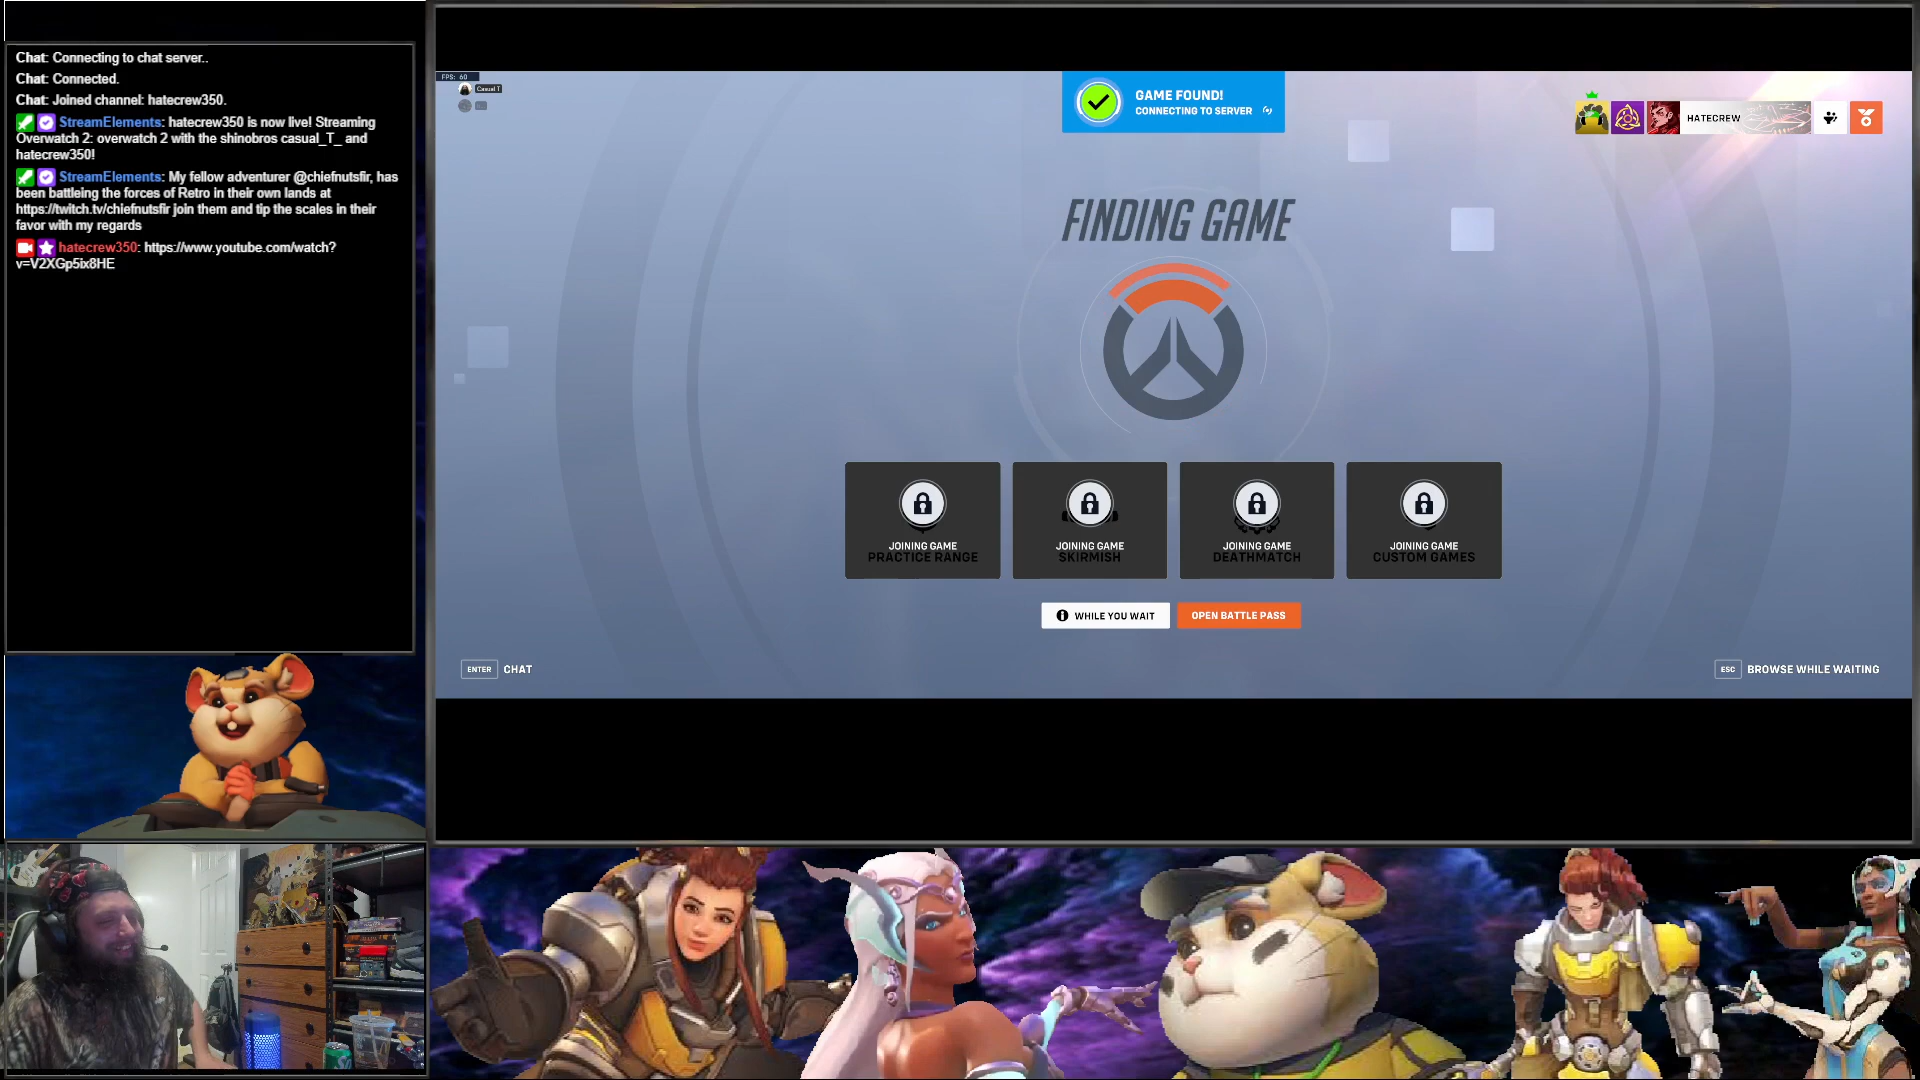 Chat: Connecting to chat server..
Chat: Connected.
Chat: Joined channel: hatecrew350.
StreamElements: hatecrew350 is now live! Streaming
Overwatch 2: overwatch 2 with the shinobros casual_T_ and
hatecrew350!
StreamElements: My fellow adventurer @chiefnutsfir, has
been battleing the forces of Retro in their own lands at
https://twitch.tv/chiefnutsfir join them and tip the scales in their
favor with my regards
hatecrew350: https://www.youtube.com/watch?
v=V2XGp5ix8HE
FPS: 60
Casual T
GAME FOUND!
CONNECTING TO SERVER
HATECREW
FINDING GAME
JOINING GAME
PRACTICE RANGE
JOINING GAME
SKIRMISH
JOINING GAME
DEATHMATCH
JOINING GAME
CUSTOM GAMES
WHILE YOU WAIT
OPEN BATTLE PASS
ENTER CHAT
ESC BROWSE WHILE WAITING